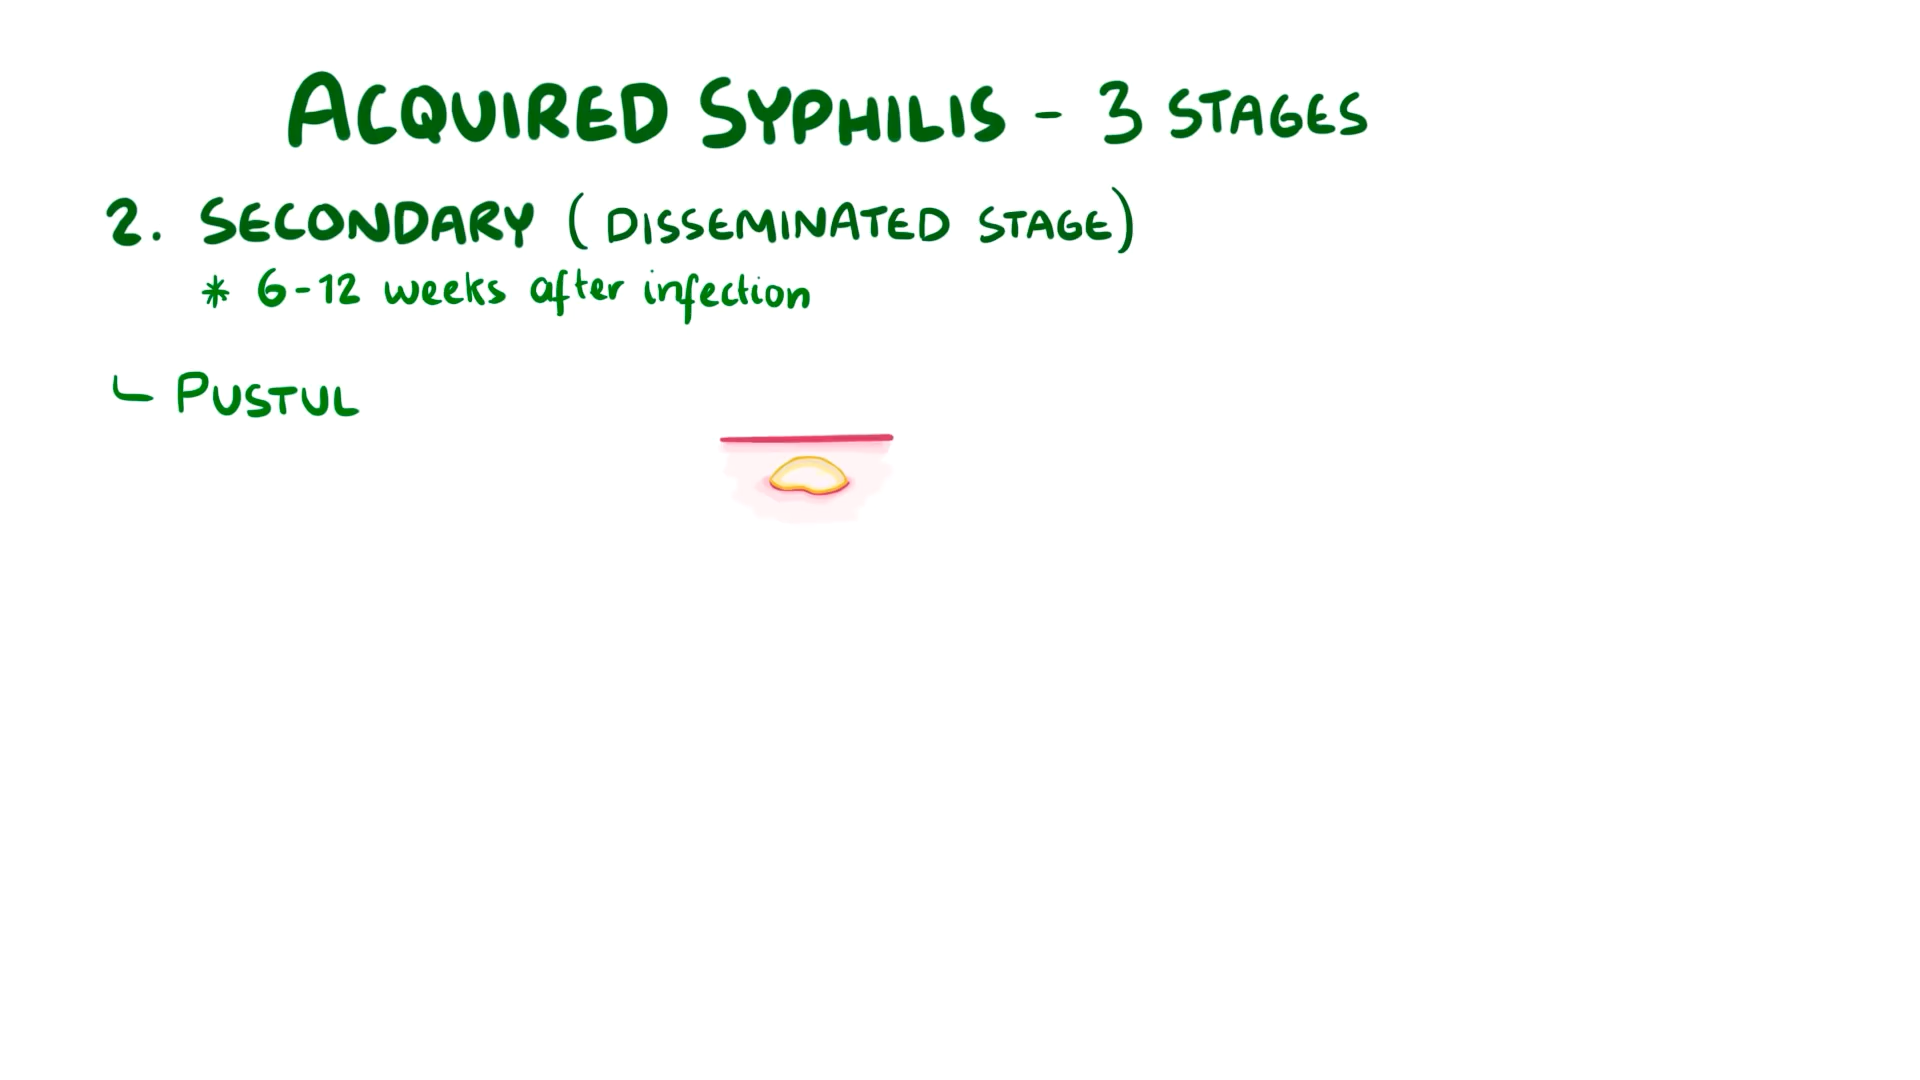 ACQUIRED SYPHILIS - 3 STAGES
2. SECONDARY (DISSEMINATED STAGE)
* 6-12 weeks after infection
PUSTUL